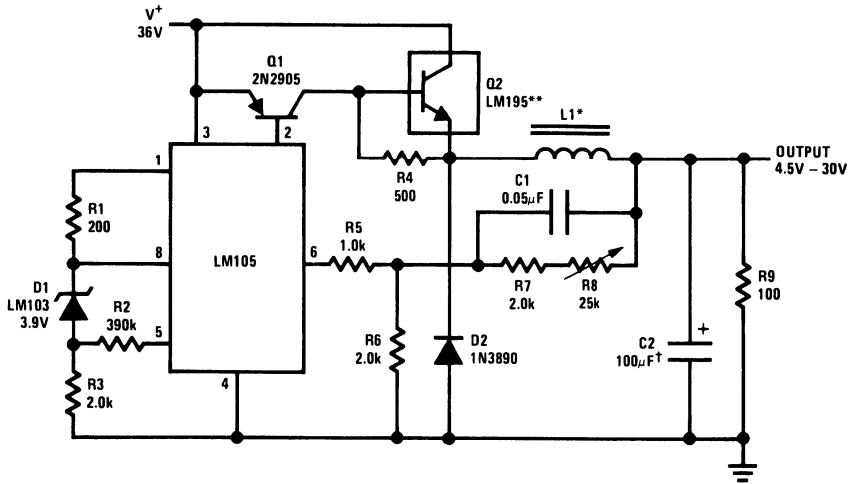 V+
36V
Q1
2N2905
Q2
LM195**
L1*
3
2
OUTPUT
4.5V – 30V
1
R4
500
C1
0.05μF
R1
200
R5
1.0k
8
LM105
6
R7
2.0k
R8
25k
R9
100
D1
LM103
3.9V
R2
390k
5
R6
2.0k
D2
1N3890
C2
100μF†
+
R3
2.0k
4